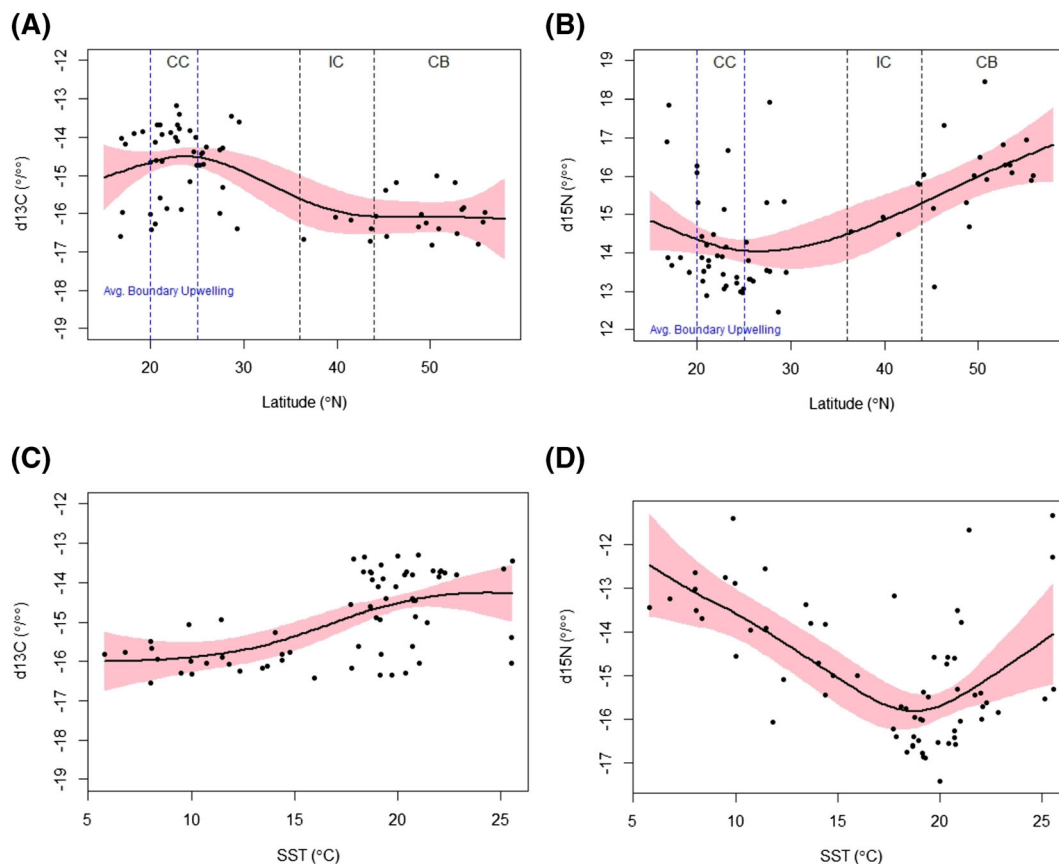 (A)
CC IC CB
-12
-13
-14
-15
-16
-17
-18
-19
d13C (°/°°)
Avg. Boundary Upwelling
20 30 40 50
Latitude (°N)
(B)
CC IC CB
19
18
17
16
15
14
13
12
d15N (°/°°)
Avg. Boundary Upwelling
20 30 40 50
Latitude (°N)
(C)
-12
-13
-14
-15
-16
-17
-18
-19
d13C (°/°°)
5 10 15 20 25
SST (°C)
(D)
-12
-13
-14
-15
-16
-17
d15N (°/°°)
5 10 15 20 25
SST (°C)